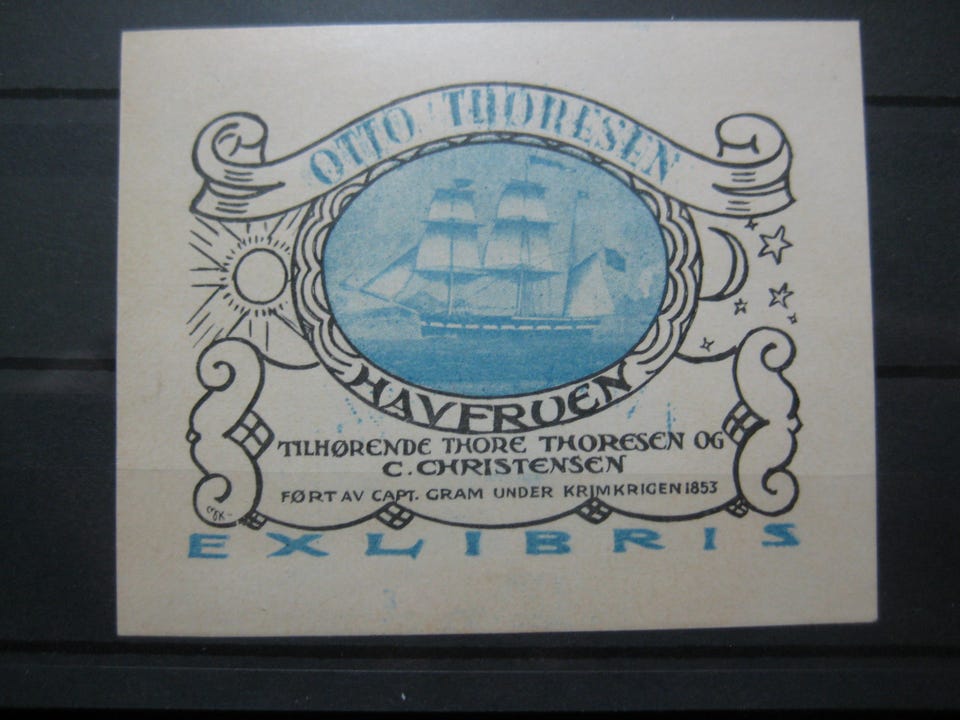 OTTO THORESEN
HAVFRUEN
TILHØRENDE THORE THORESEN OG
C. CHRISTENSEN
FØRT AV CAPT. GRAM UNDER KRIMKRIGEN 1853
EXLIBRIS